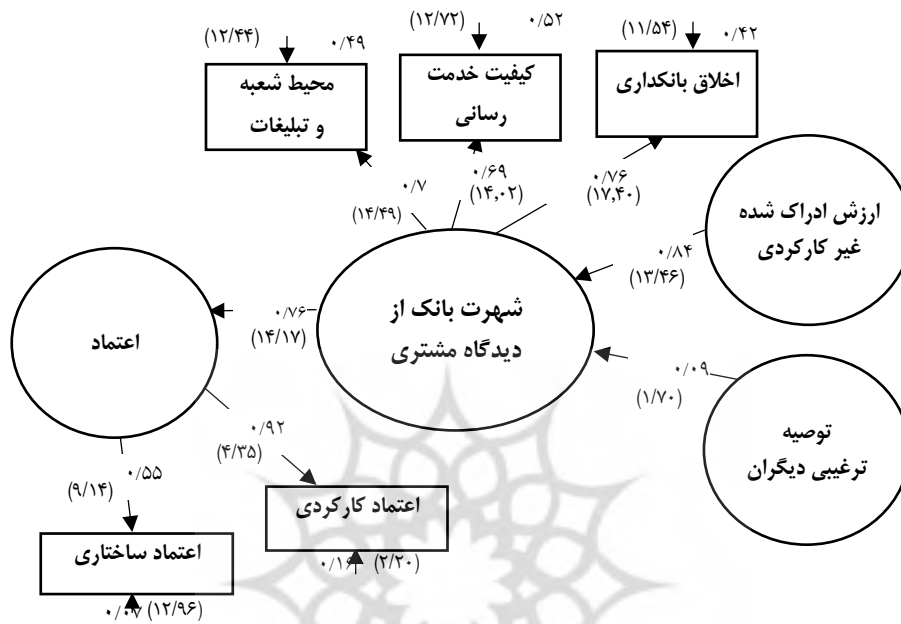 (۱۲/۴۴) ۰/۴۹
(۱۲/۷۲) ۰/۵۲
(۱۱/۵۴) ۰/۴۲
محیط شعبه
و تبلیغات
کیفیت خدمت
رسانی
اخلاق بانکداری
۰/۷
(۱۴/۴۹)
۰/۶۹
(۱۴,۰۲)
۰/۷۶
(۱۷,۴۰)
ارزش ادراک شده
غیر کارکردی
۰/۸۴
(۱۳/۴۶)
شهرت بانک از
دیدگاه مشتری
۰/۷۶
(۱۴/۱۷)
اعتماد
۰/۰۹
(۱/۷۰)
توصیه
ترغیبی دیگران
۰/۹۲
(۴/۳۵)
۰/۵۵
(۹/۱۴)
اعتماد کارکردی
۰/۱۶ (۲/۲۰)
اعتماد ساختاری
(۱۲/۹۶)